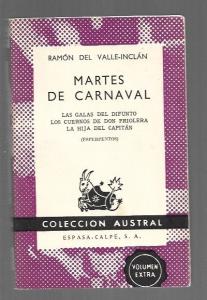 RAMÓN DEL VALLE-INCLÁN
MARTES
DE CARNAVAL
LAS GALAS DEL DIFUNTO
LOS CUERNOS DE DON FRIOLERA
LA HIJA DEL CAPITÁN
(ESPERPENTOS)
COLECCION AUSTRAL
ESPASA-CALPE, S. A.
VOLUMEN
EXTRA